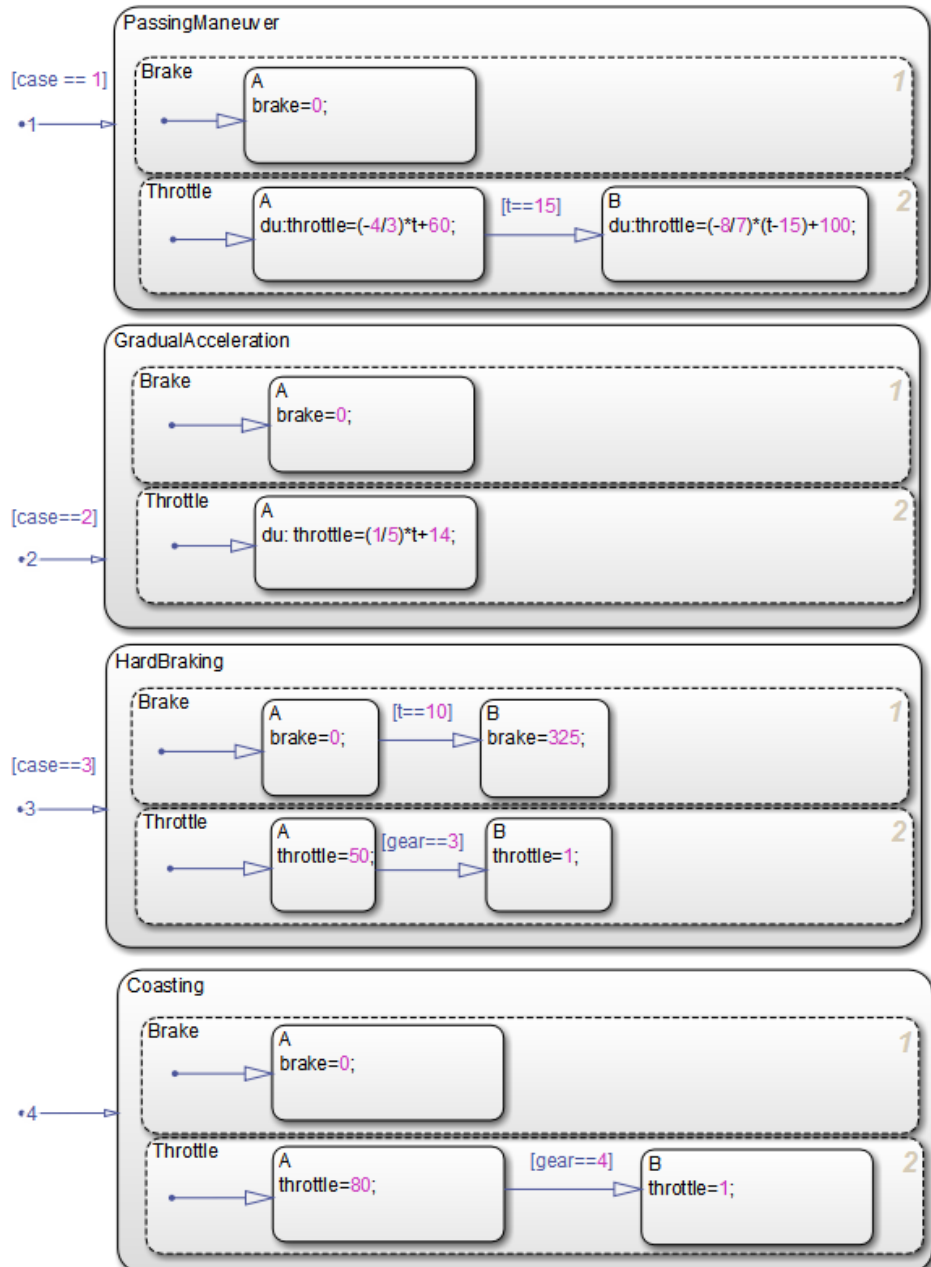 PassingManeuver
[case == 1]
1
Brake
1
A
brake=0;
Throttle
2
A
du:throttle=(-4/3)*t+60;
[t==15]
B
du:throttle=(-8/7)*(t-15)+100;
GradualAcceleration
[case==2]
2
Brake
1
A
brake=0;
Throttle
2
A
du: throttle=(1/5)*t+14;
HardBraking
[case==3]
3
Brake
1
A
brake=0;
[t==10]
B
brake=325;
Throttle
2
A
throttle=50;
[gear==3]
B
throttle=1;
Coasting
4
Brake
1
A
brake=0;
Throttle
2
A
throttle=80;
[gear==4]
B
throttle=1;